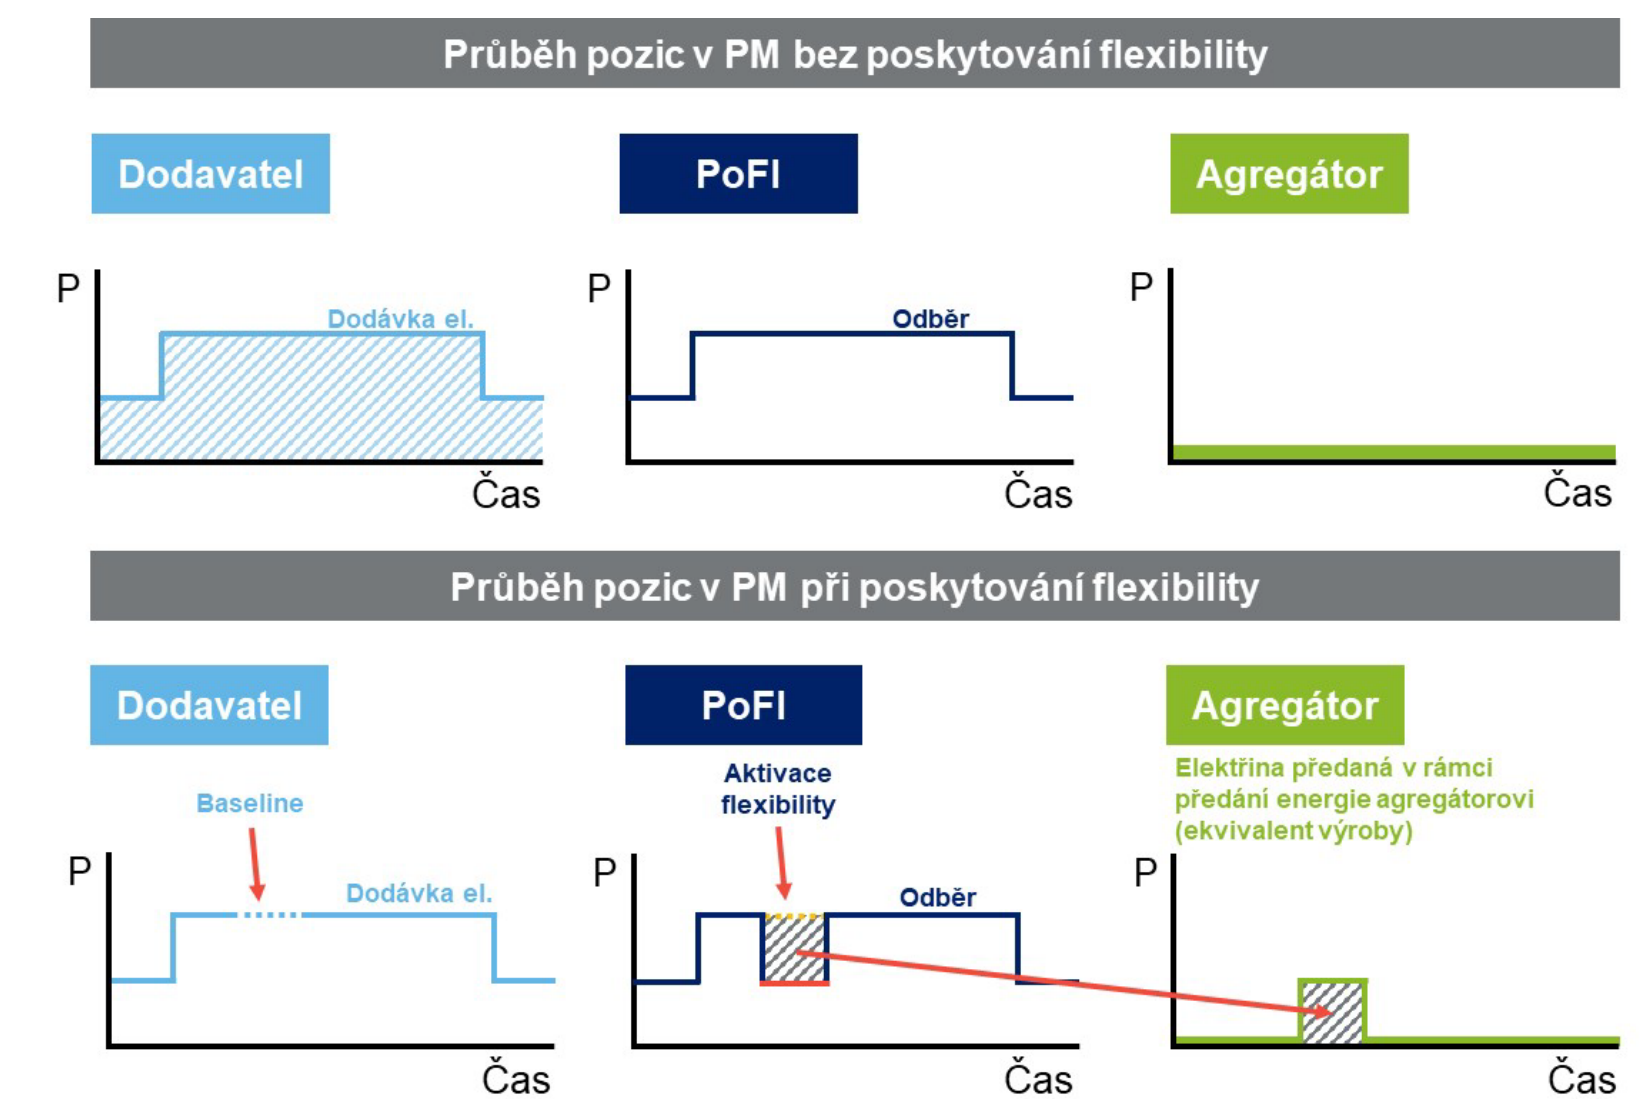 Průběh pozic v PM bez poskytování flexibility
Dodavatel
PoFl
Agregátor
P
Dodávka el.
Čas
P
Odběr
Čas
P
Čas
Průběh pozic v PM při poskytování flexibility
Dodavatel
PoFl
Agregátor
Baseline
P
Dodávka el.
Čas
Aktivace
flexibility
P
Odběr
Čas
Elektřina předaná v rámci
předání energie agregátorovi
(ekvivalent výroby)
P
Čas